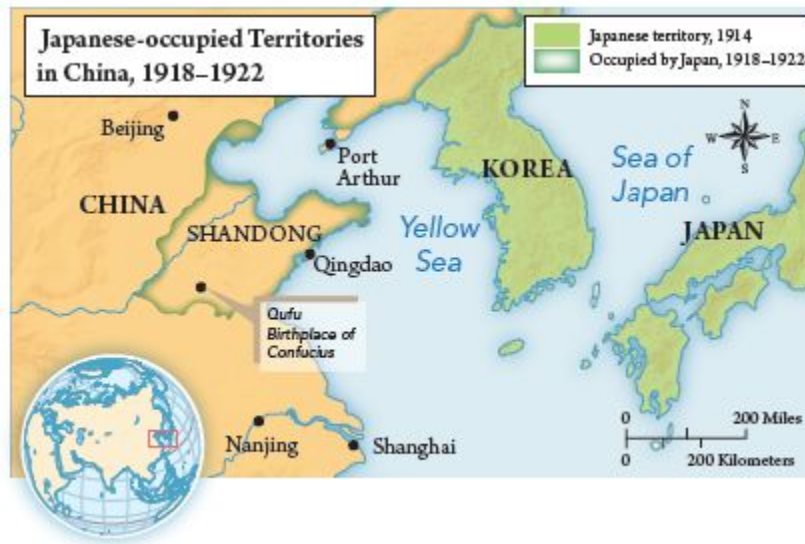 Japanese-occupied Territories
in China, 1918–1922
Japanese territory, 1914
Occupied by Japan, 1918–1922
N
W E
S
Beijing
Port
Arthur
KOREA
Sea of
Japan
CHINA
SHANDONG
Yellow
Sea
JAPAN
Qingdao
Qufu
Birthplace of
Confucius
Nanjing
Shanghai
0 200 Miles
0 200 Kilometers